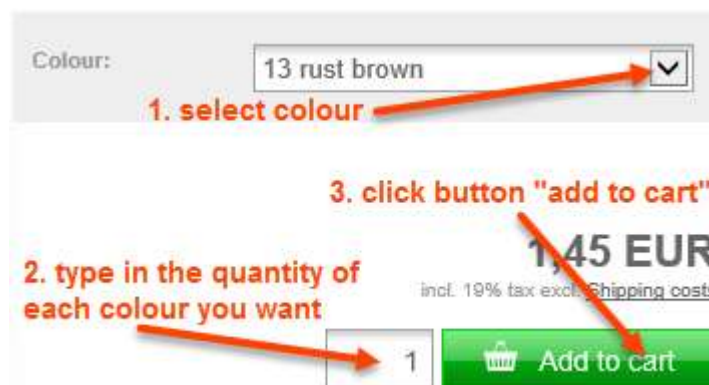 Colour:
13 rust brown
1. select colour
3. click button "add to cart"
1,45 EUR
incl. 19% tax excl. Shipping costs
2. type in the quantity of
each colour you want
1
Add to cart